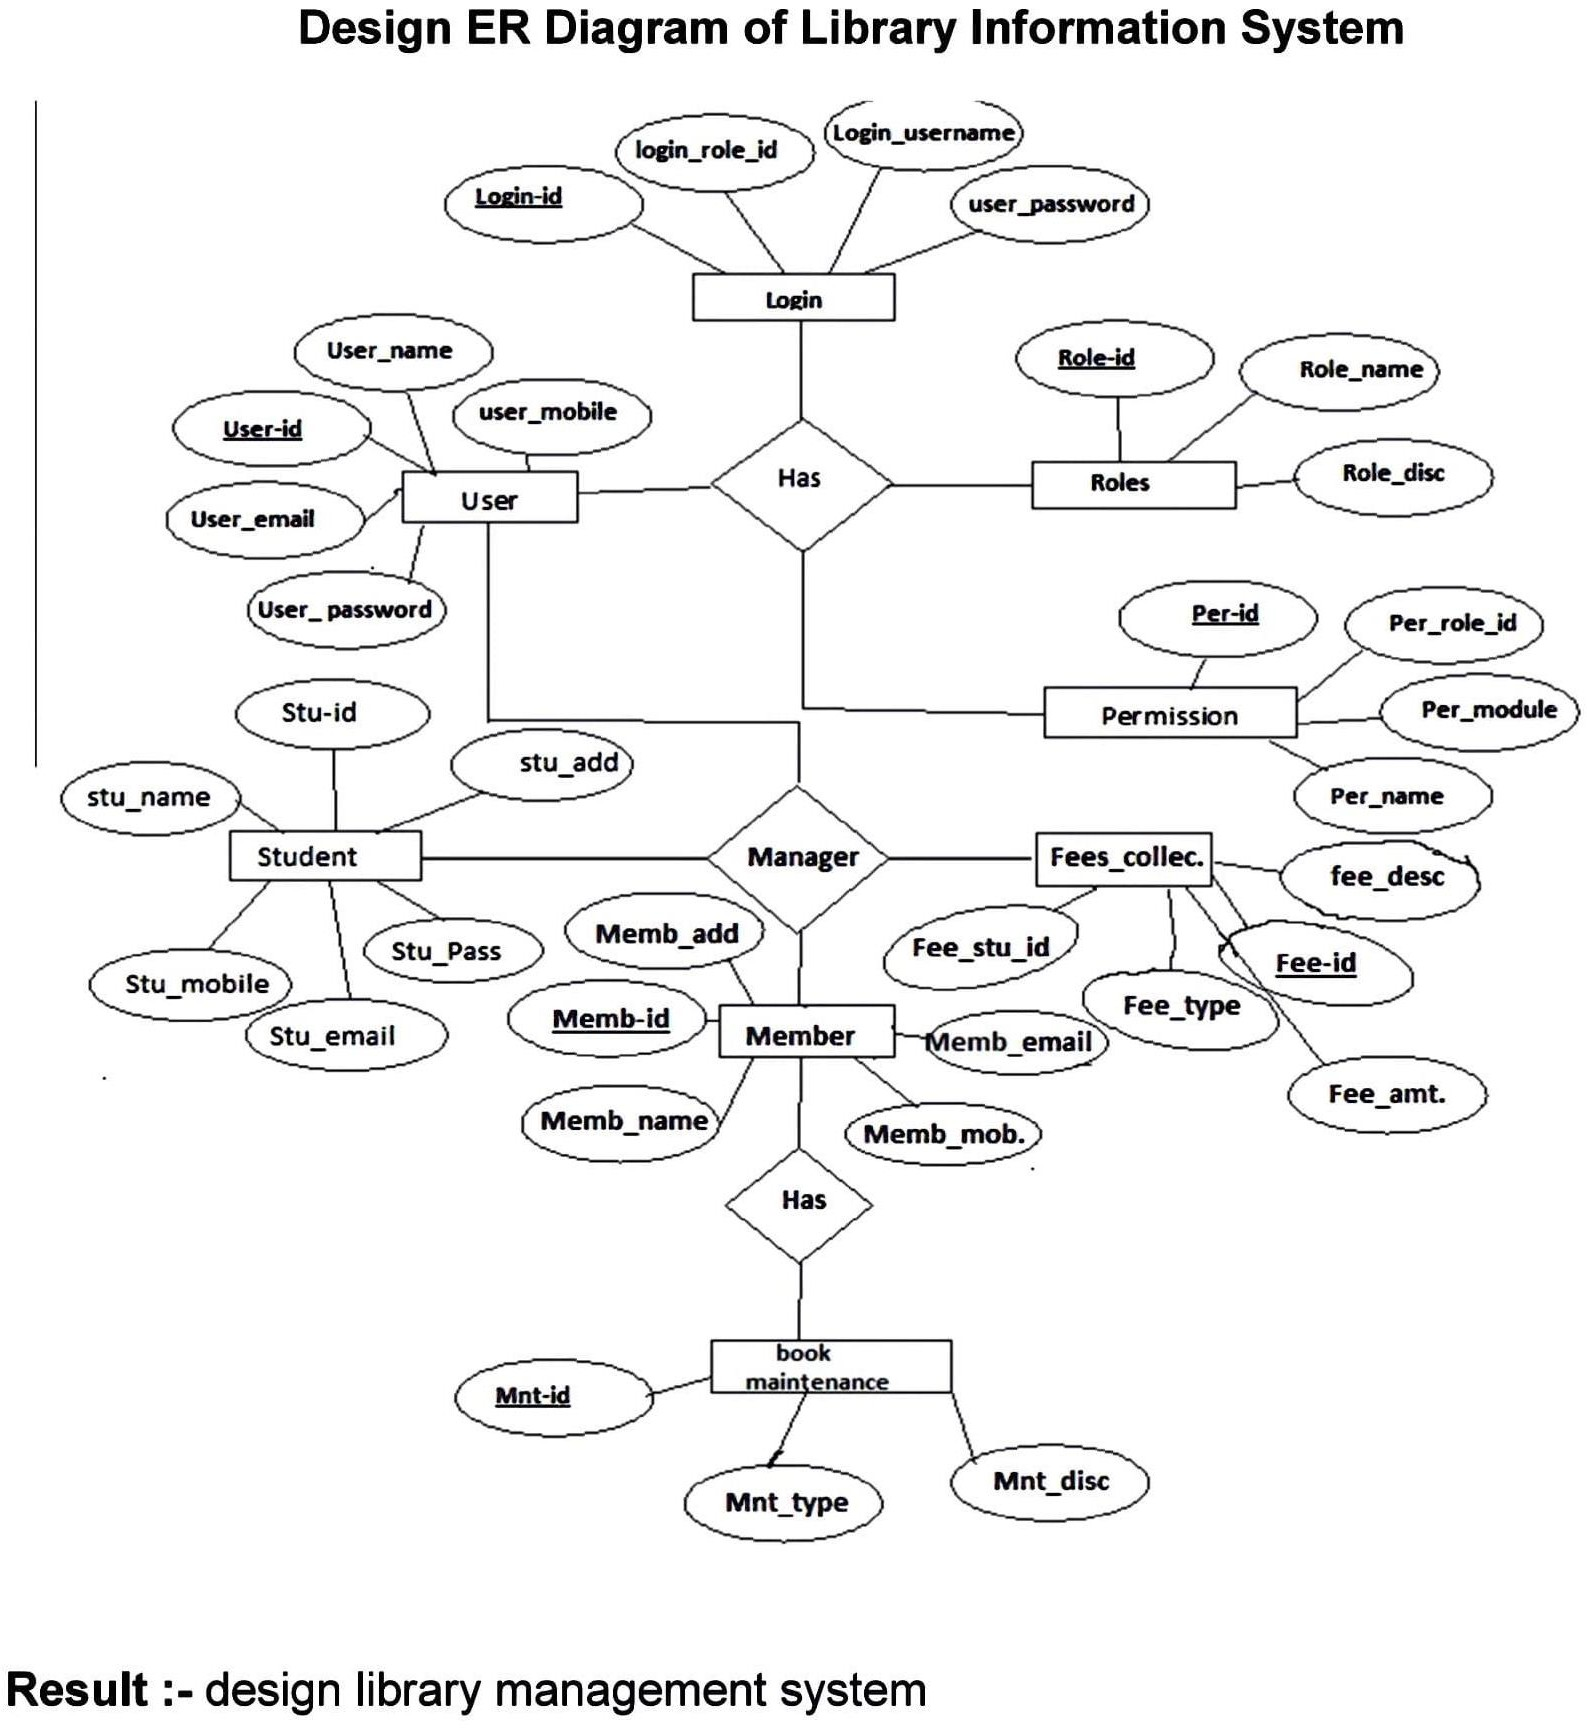 Design ER Diagram of Library Information System
Login_username
login_role_id
Login-id
user_password
Login
User_name
Role-id
Role_name
user_mobile
User-id
Has
Roles
Role_disc
User
User_email
User_ password
Per-id
Per_role_id
Stu-id
Permission
Per_module
stu_add
stu_name
Per_name
Student
Manager
Fees_collec.
fee_desc
Memb_add
Stu_Pass
Fee_stu_id
Fee-id
Stu_mobile
Memb-id
Fee_type
Stu_email
Member
Memb_email
Fee_amt.
Memb_name
Memb_mob.
Has
book
maintenance
Mnt-id
Mnt_type
Mnt_disc
Result :- design library management system